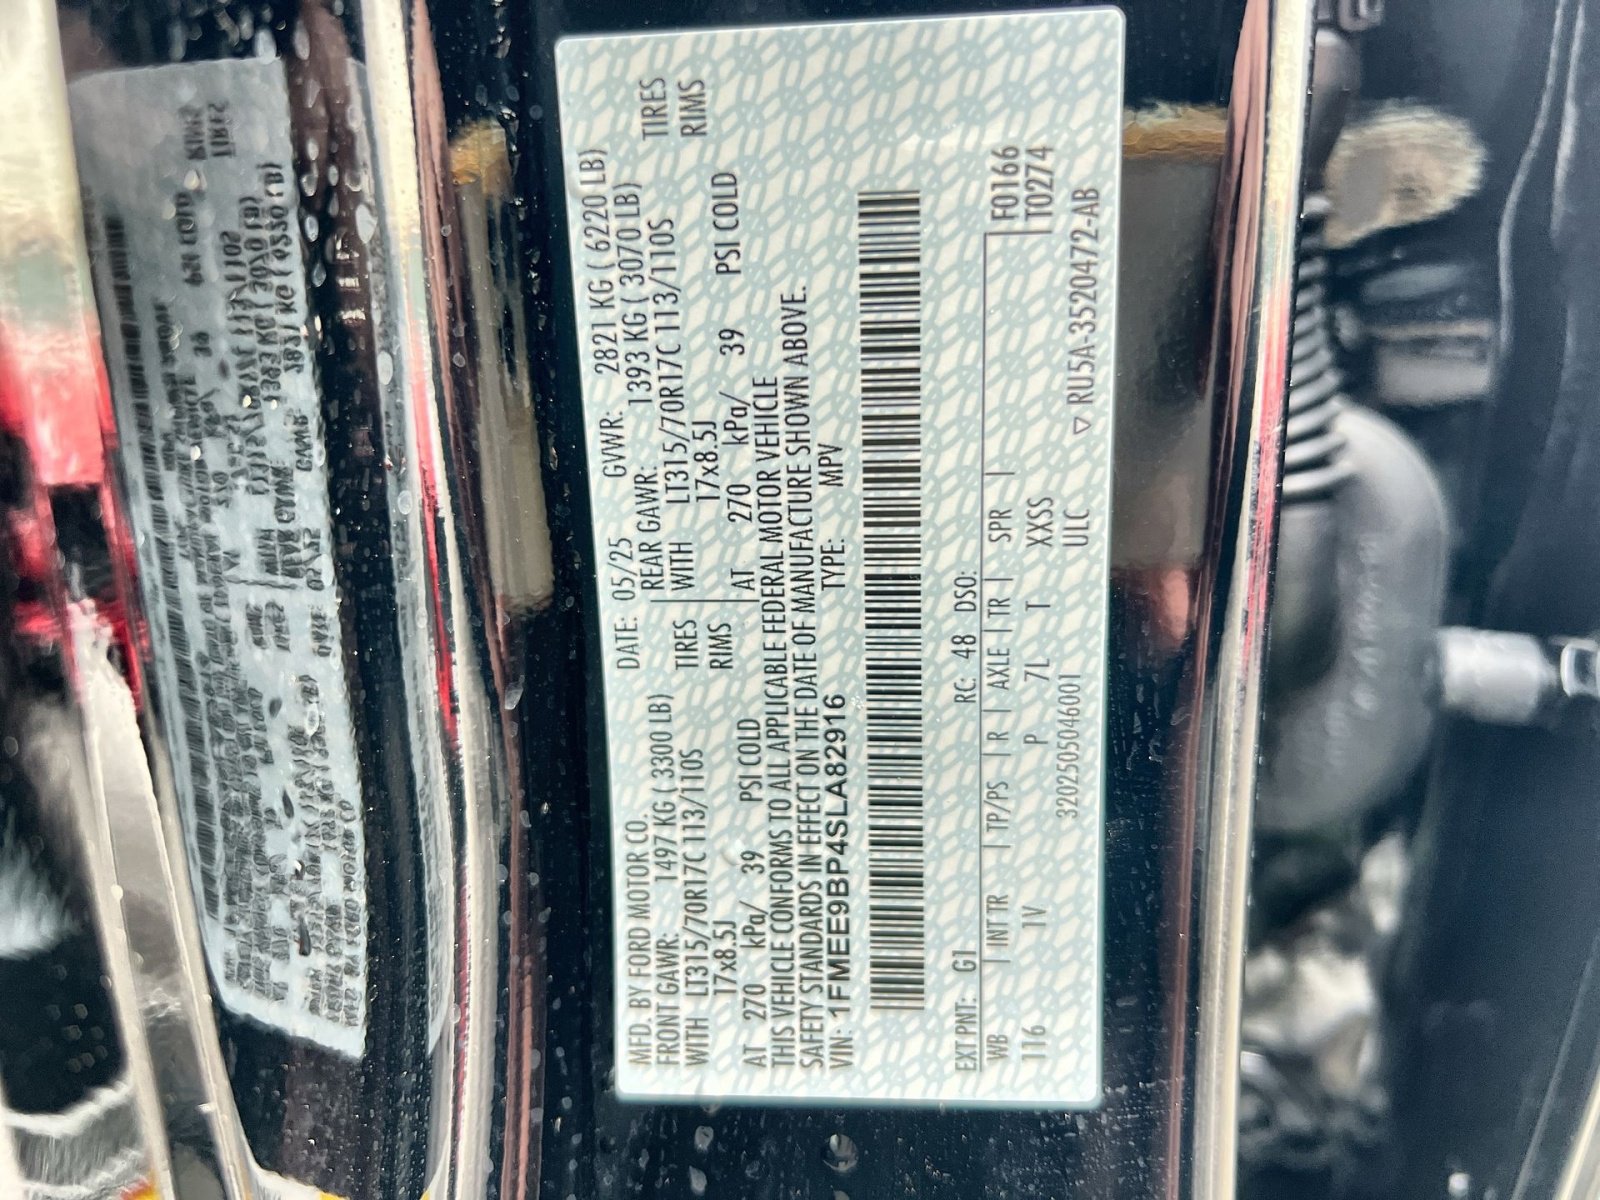 MFD. BY FORD MOTOR CO. DATE: 05/25 GVWR: 2821 KG ( 6220 LB)
FRONT GAWR: 1497 KG ( 3300 LB) REAR GAWR: 1393 KG ( 3070 LB)
WITH LT315/70R17C 113/110S TIRES WITH LT315/70R17C 113/110S TIRES
17x8.5J RIMS 17x8.5J RIMS
AT 270 kPa/ 39 PSI COLD AT 270 kPa/ 39 PSI COLD
THIS VEHICLE CONFORMS TO ALL APPLICABLE FEDERAL MOTOR VEHICLE
SAFETY STANDARDS IN EFFECT ON THE DATE OF MANUFACTURE SHOWN ABOVE.
VIN: 1FMEE9BP4SLA82916 TYPE: MPV
EXT PNT: G1 RC: 48 DSO: F0166
WB | INT TR | TP/PS | R | AXLE | TR | SPR | T0274
116 1V P 7L T XXSS
3202505046001 ULC ▽ RU5A-3520472-AB